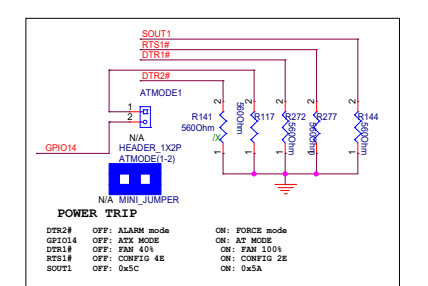 SOUT1
RTS1#
DTR1#
DTR2#
ATMODE1
1
2
N/A
HEADER_1X2P
ATMODE(1-2)
GPIO14
N/A MINI_JUMPER
2 2 2 2
R141 R117 R272 R277 R144
560Ohm 560Ohm 560Ohm 560Ohm 560Ohm
/X
1 1 1 1
POWER TRIP
DTR2# OFF: ALARM mode ON: FORCE mode
GPIO14 OFF: ATX MODE ON: AT MODE
DTR1# OFF: FAN 40% ON: FAN 100%
RTS1# OFF: CONFIG 4E ON: CONFIG 2E
SOUT1 OFF: 0x5C ON: 0x5A